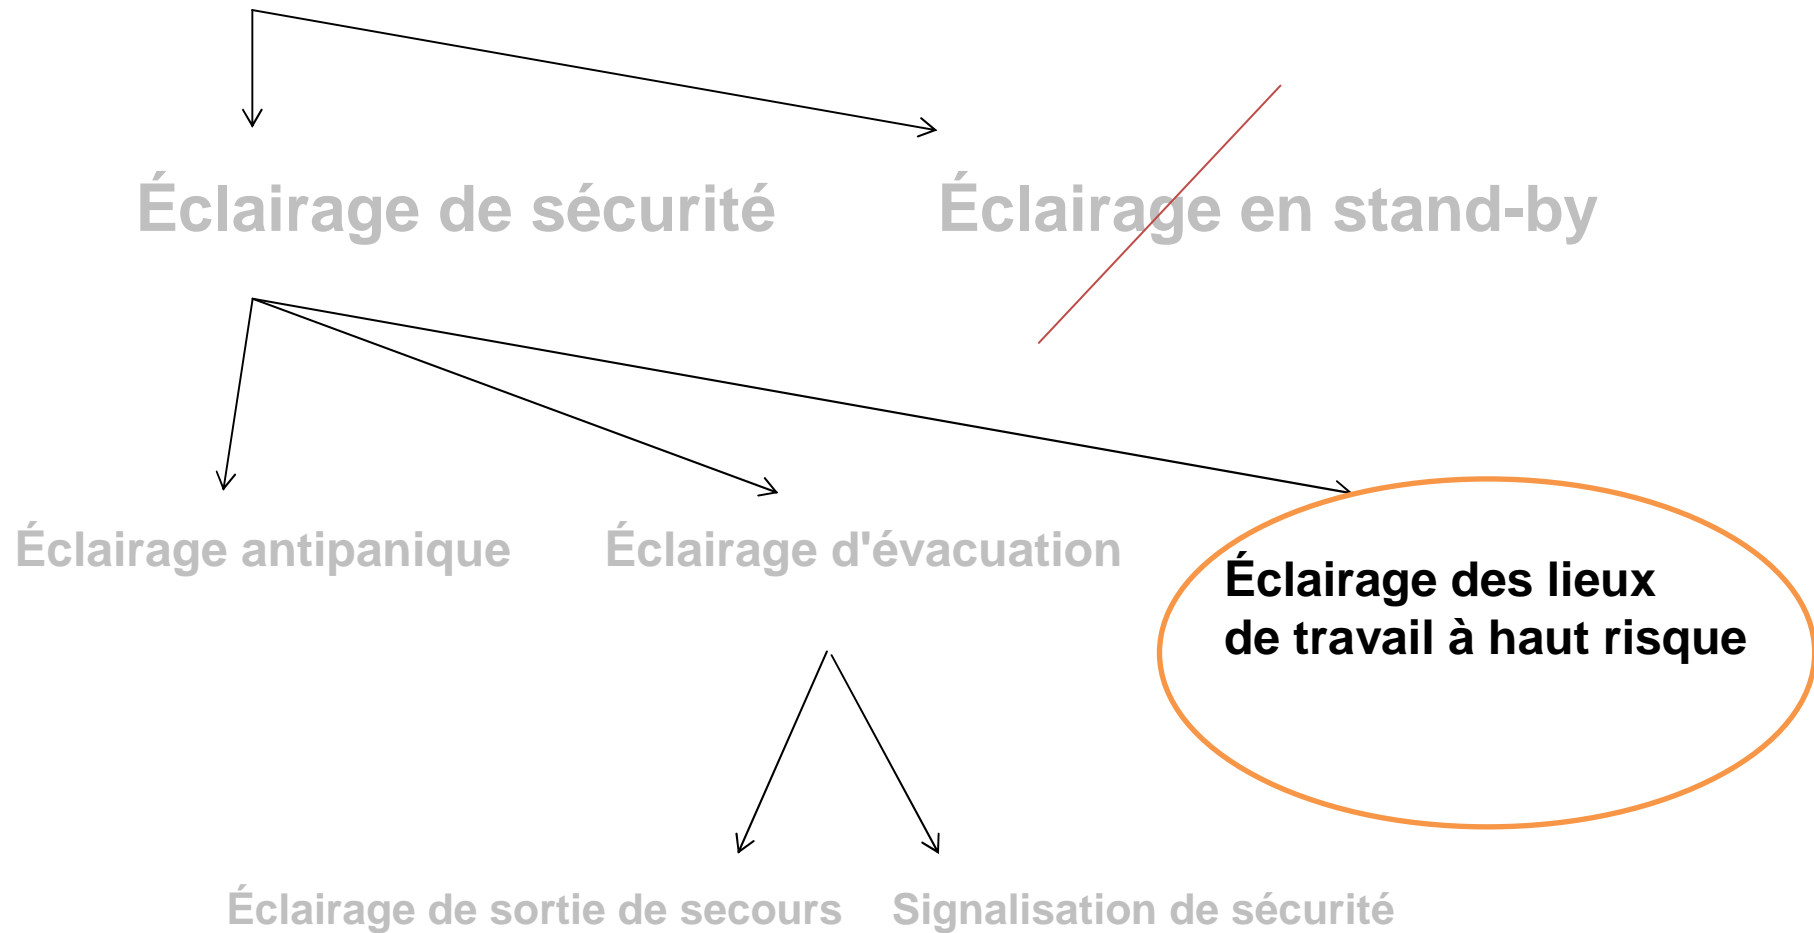 Éclairage de sécurité
Éclairage en stand-by
Éclairage antipanique
Éclairage d'évacuation
Éclairage des lieux
de travail à haut risque
Éclairage de sortie de secours
Signalisation de sécurité